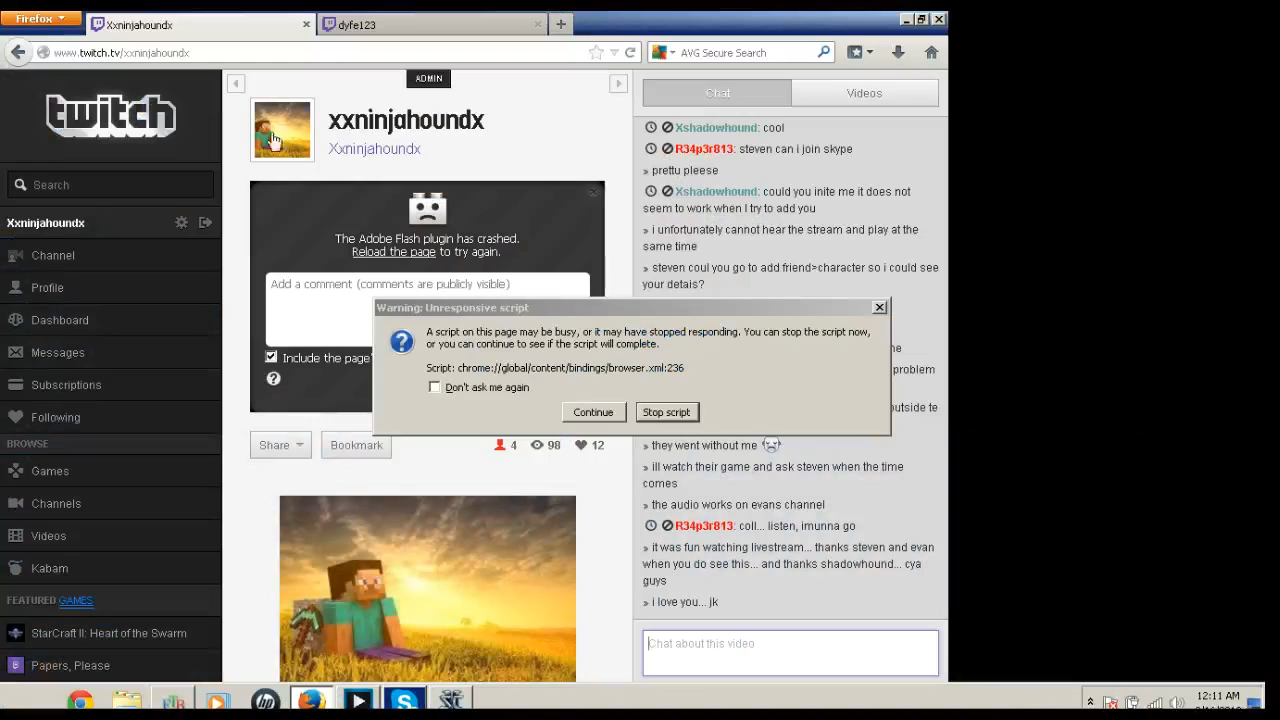 Firefox
Xxninjahoundx
dyfe123
www.twitch.tv/xxninjahoundx
AVG Secure Search
twitch
Search
Xxninjahoundx
Channel
Profile
Dashboard
Messages
Subscriptions
Following
BROWSE
Games
Channels
Videos
Kabam
FEATURED GAMES
StarCraft II: Heart of the Swarm
Papers, Please
ADMIN
xxninjahoundx
Xxninjahoundx
The Adobe Flash plugin has crashed.
Reload the page to try again.
Add a comment (comments are publicly visible)
Include the page'
Warning: Unresponsive script
A script on this page may be busy, or it may have stopped responding. You can stop the script now,
or you can continue to see if the script will complete.
Script: chrome://global/content/bindings/browser.xml:236
Don't ask me again
Continue
Stop script
Share
Bookmark
4
98
12
Chat
Videos
Xshadowhound: cool
R34p3r813: steven can i join skype
» prettu pleese
Xshadowhound: could you inite me it does not
seem to work when I try to add you
» i unfortunately cannot hear the stream and play at the
same time
» steven coul you go to add friend>character so i could see
your detais?
he
problem
outside te
» they went without me
» ill watch their game and ask steven when the time
comes
» the audio works on evans channel
R34p3r813: coll... listen, imunna go
» it was fun watching livestream... thanks steven and evan
when you do see this... and thanks shadowhound... cya
guys
» i love you... jk
Chat about this video
12:11 AM